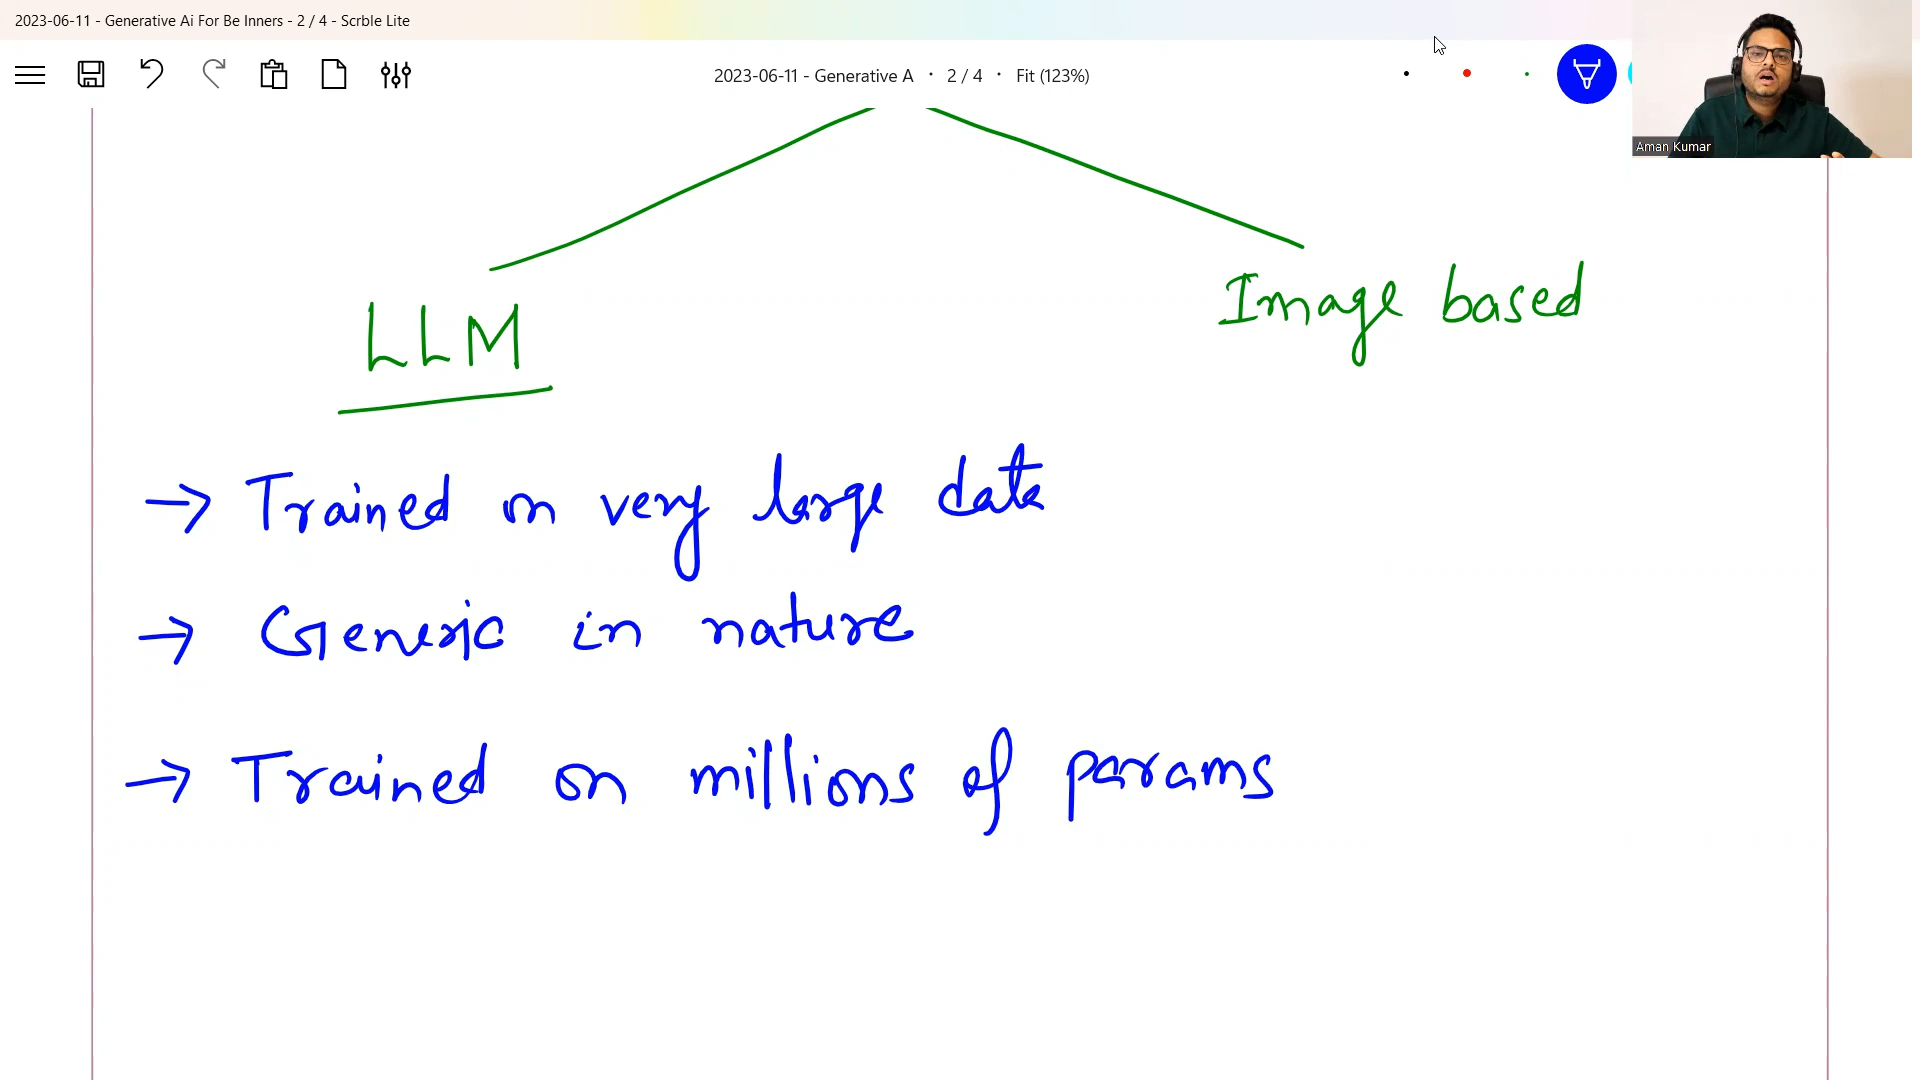 2023-06-11 - Generative Ai For Be Inners - 2 / 4 - Scrble Lite
2023-06-11 - Generative A • 2 / 4 • Fit (123%)
Aman Kumar
LLM
Image based
→ Trained on very large data
→ Generic in nature
→ Trained on millions of params